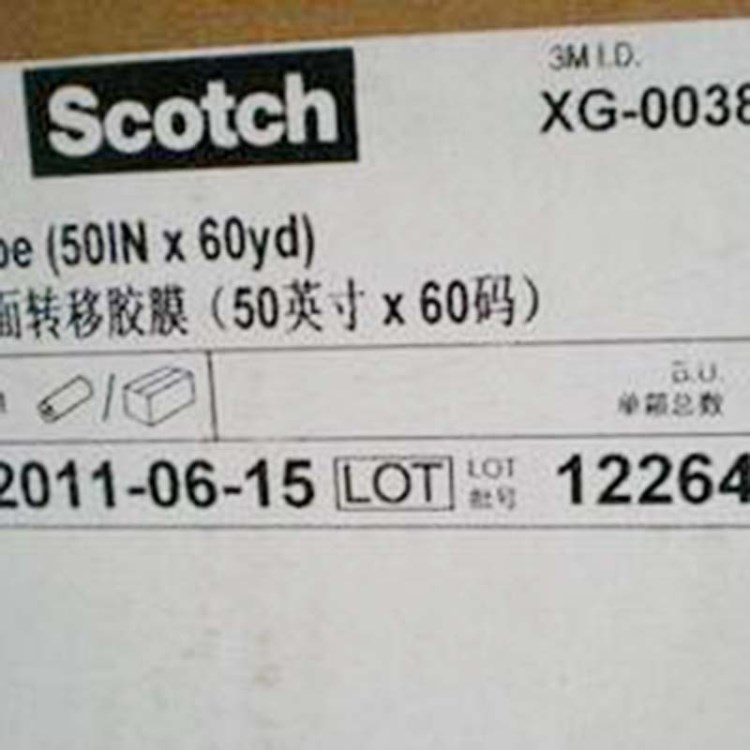 Scotch
3M I.D.
XG-0038
pe (50IN x 60yd)
面转移胶膜（50英寸 x 60码）
单箱总数
2011-06-15 LOT LOT 批号 12264